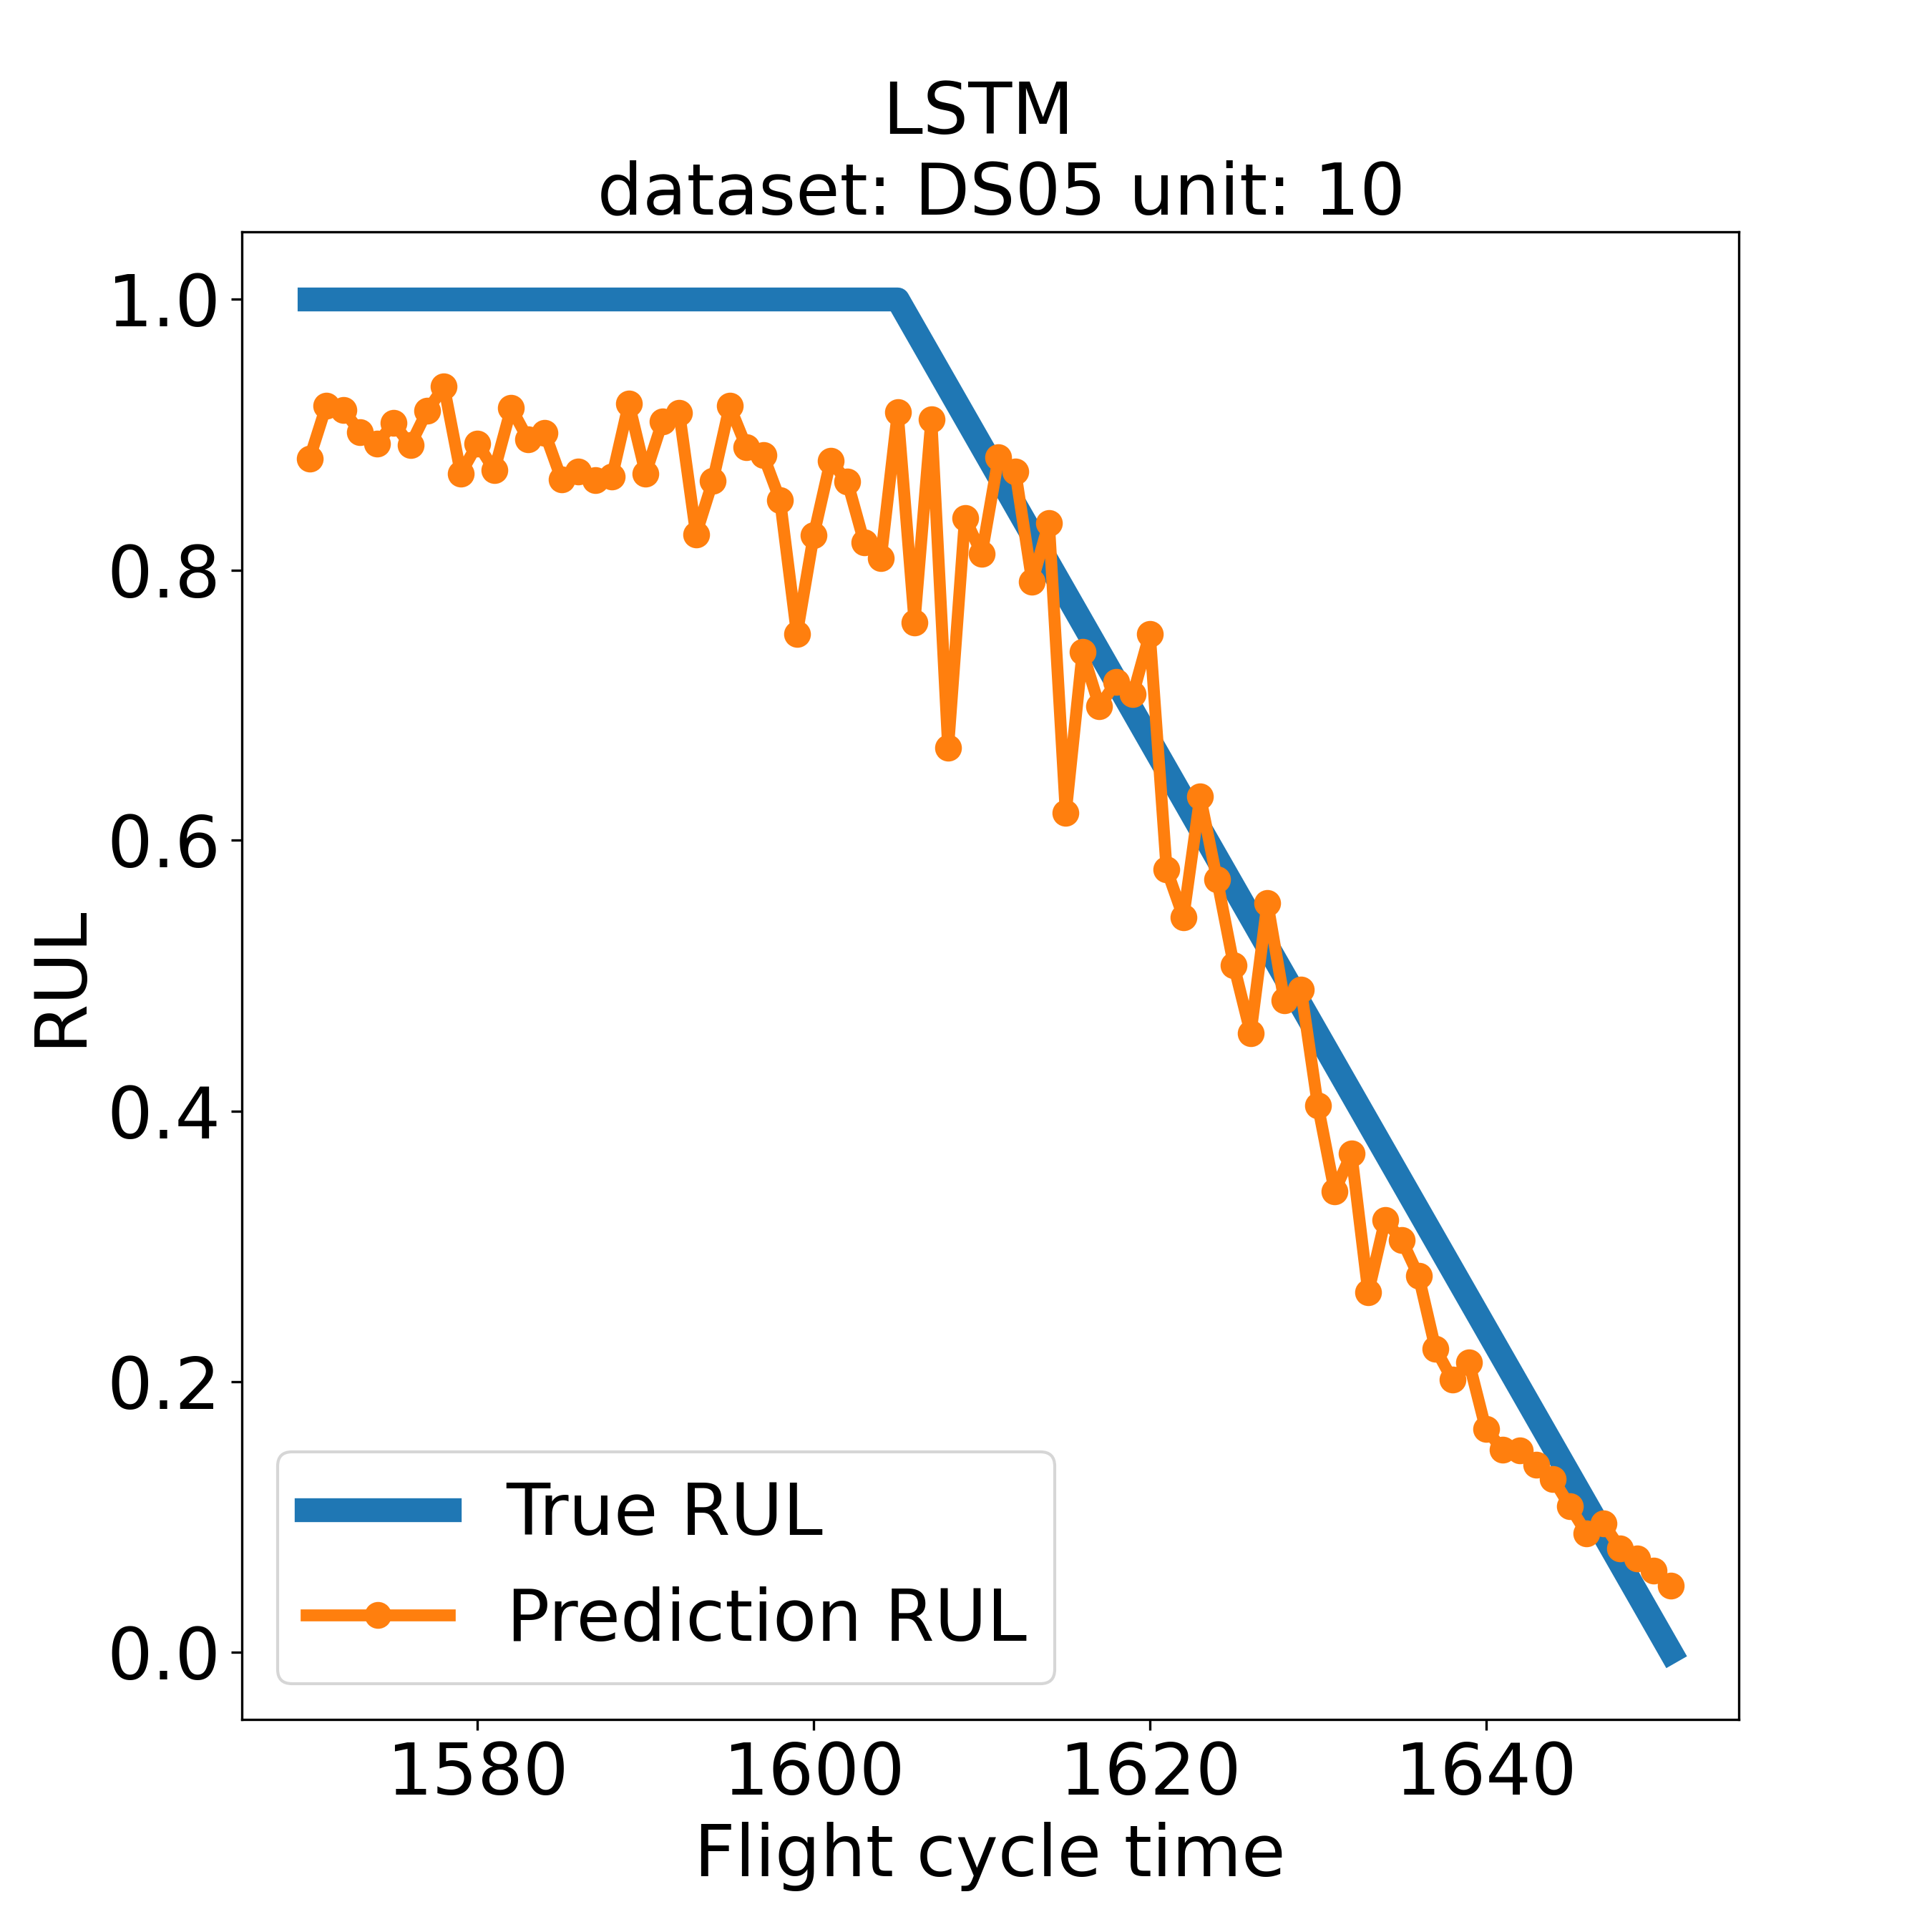 LSTM
dataset: DS05 unit: 10
1.0
0.8
0.6
0.4
0.2
0.0
RUL
True RUL
Prediction RUL
1580 1600 1620 1640
Flight cycle time